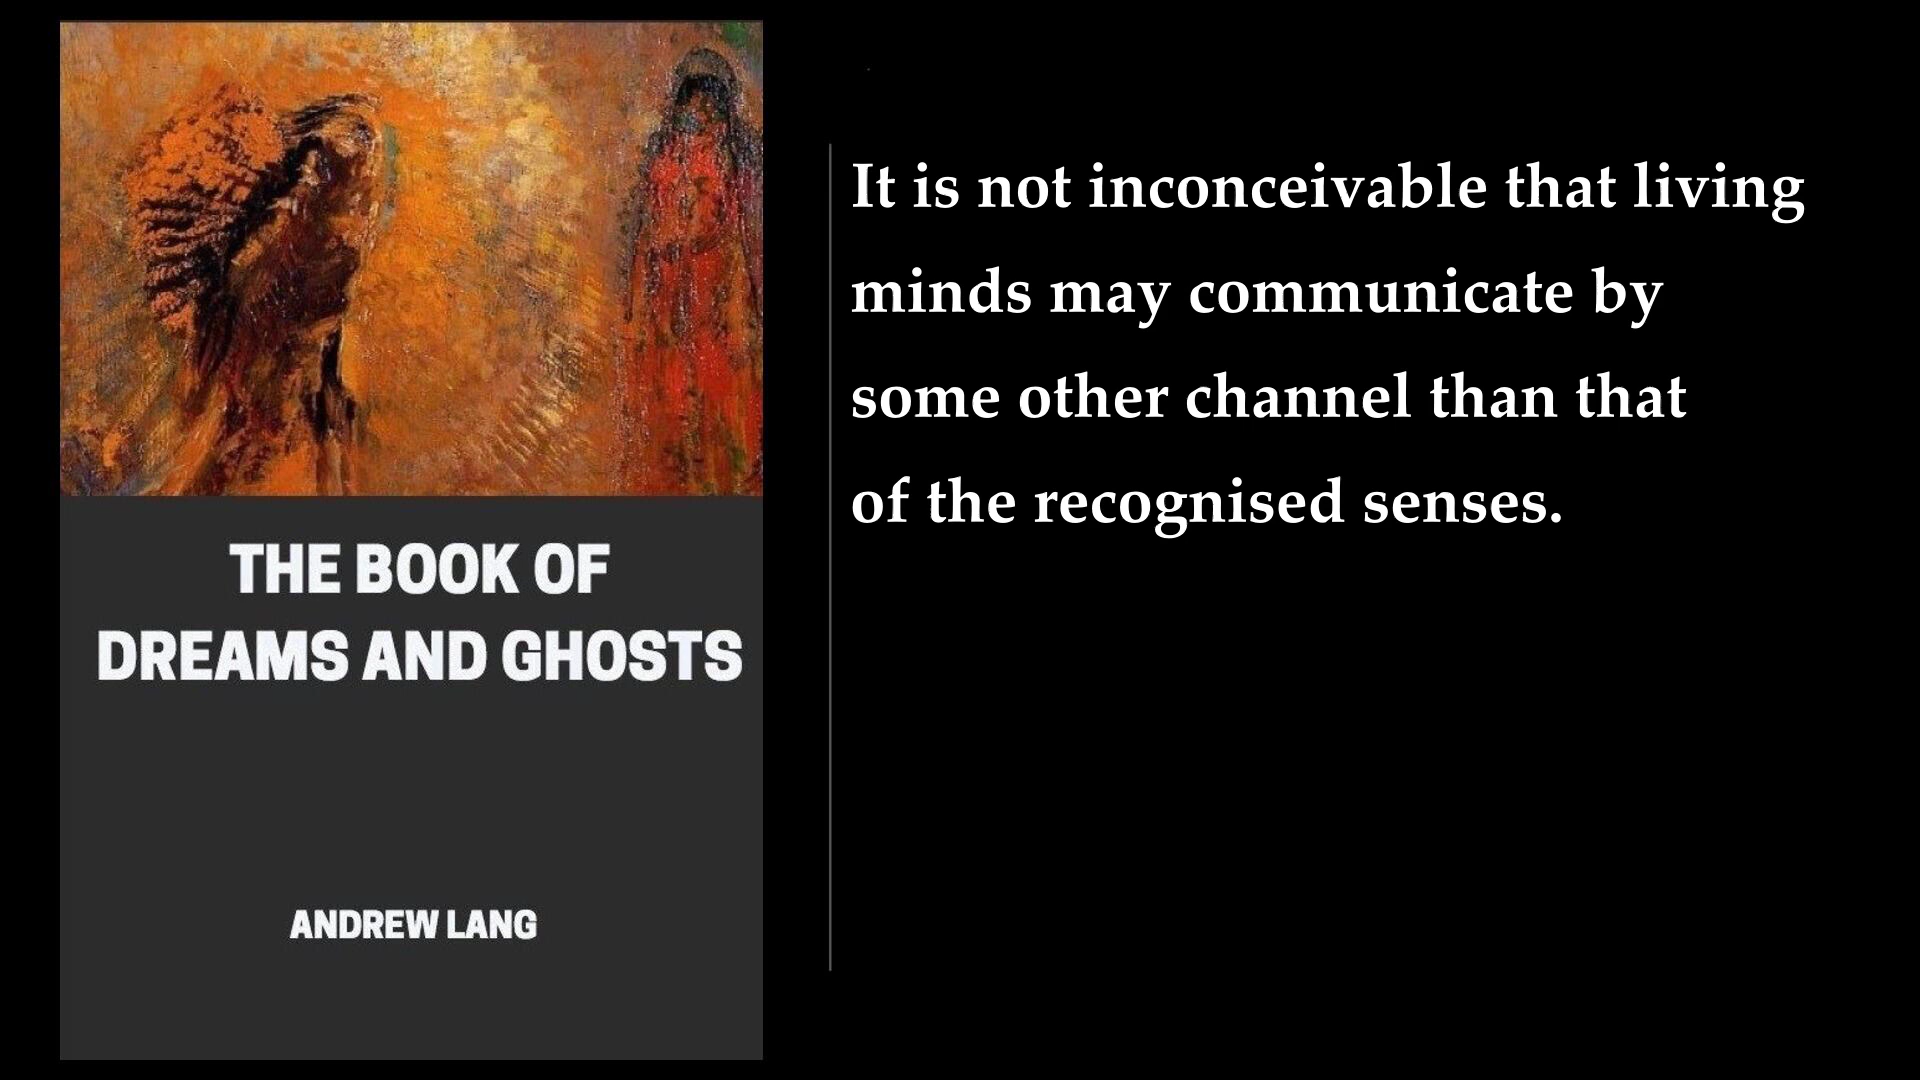 THE BOOK OF
DREAMS AND GHOSTS
ANDREW LANG
It is not inconceivable that living
minds may communicate by
some other channel than that
of the recognised senses.